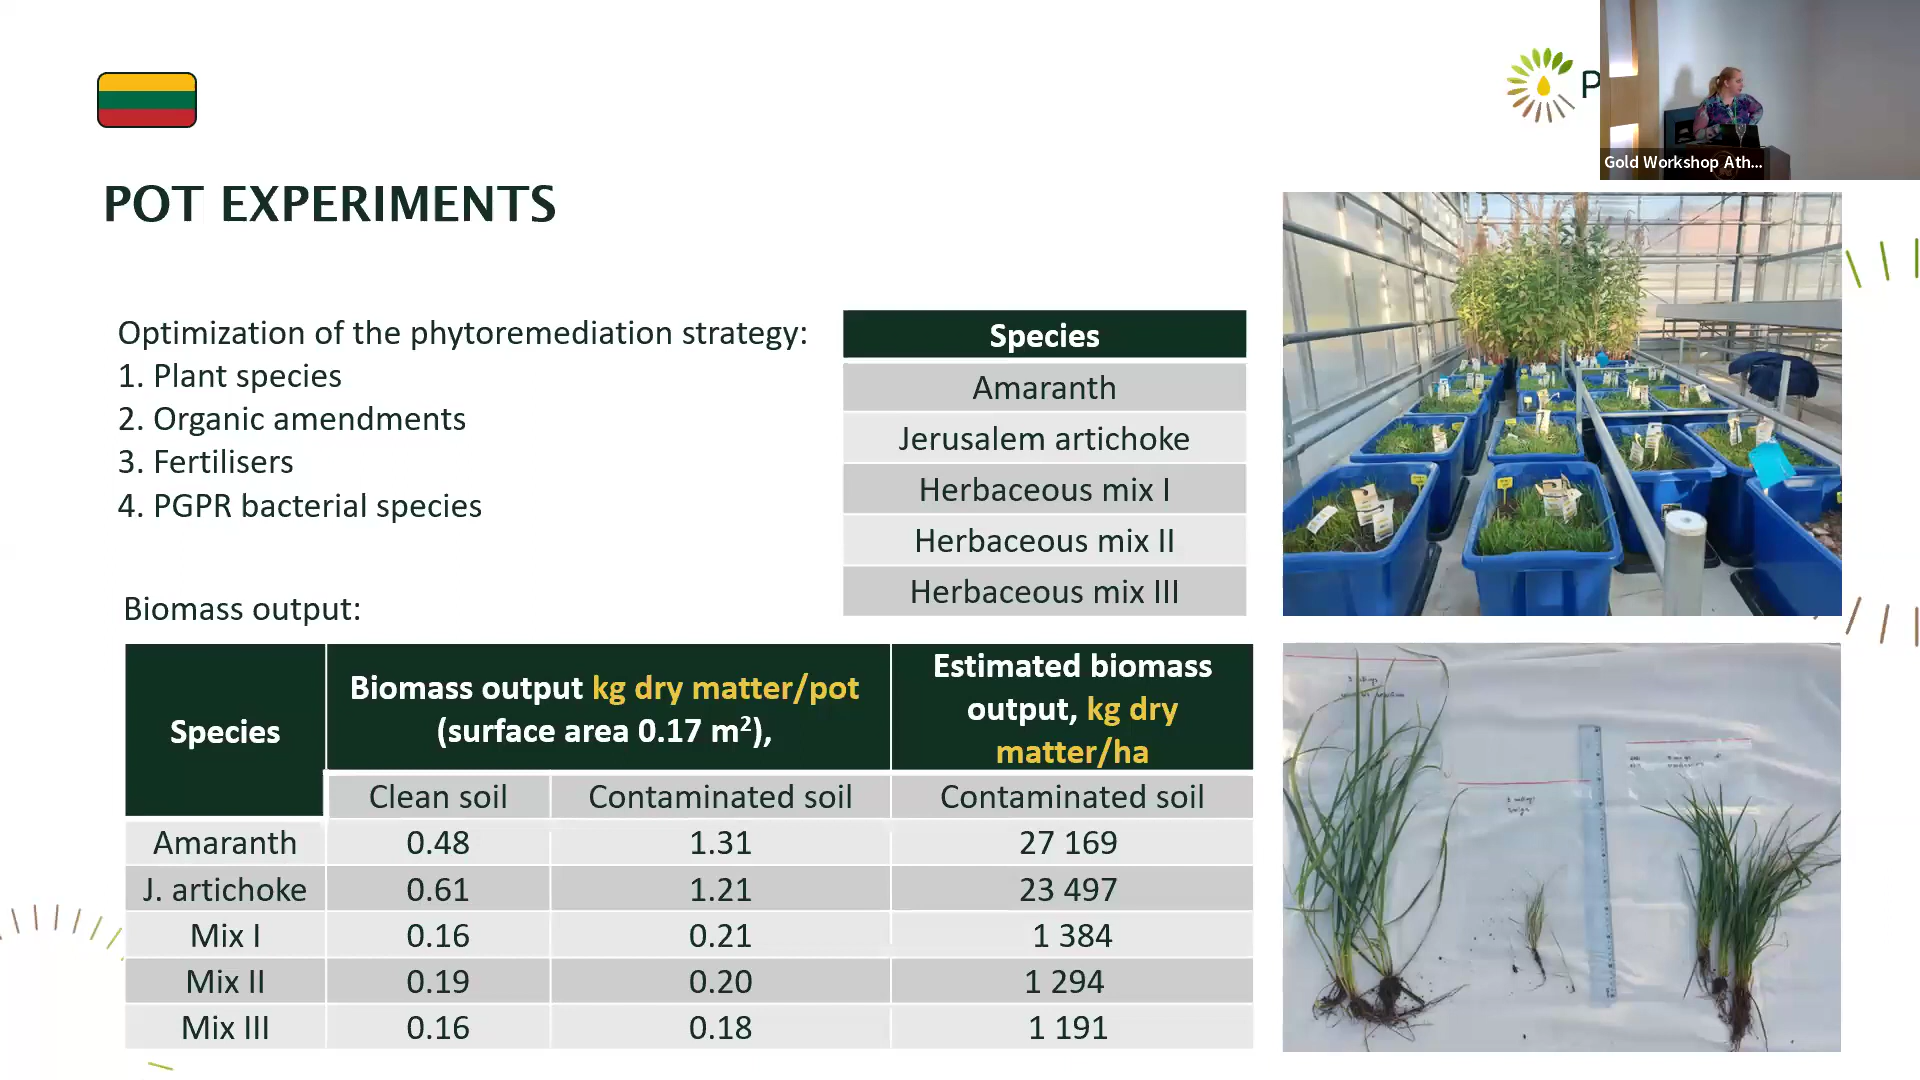 P
Gold Workshop Ath...
POT EXPERIMENTS
Optimization of the phytoremediation strategy:
1. Plant species
2. Organic amendments
3. Fertilisers
4. PGPR bacterial species
Species
Amaranth
Jerusalem artichoke
Herbaceous mix I
Herbaceous mix II
Herbaceous mix III
Biomass output:
Species
Biomass output kg dry matter/pot
(surface area 0.17 m²),
Estimated biomass
output, kg dry
matter/ha
Clean soil Contaminated soil Contaminated soil
Amaranth 0.48 1.31 27 169
J. artichoke 0.61 1.21 23 497
Mix I 0.16 0.21 1 384
Mix II 0.19 0.20 1 294
Mix III 0.16 0.18 1 191